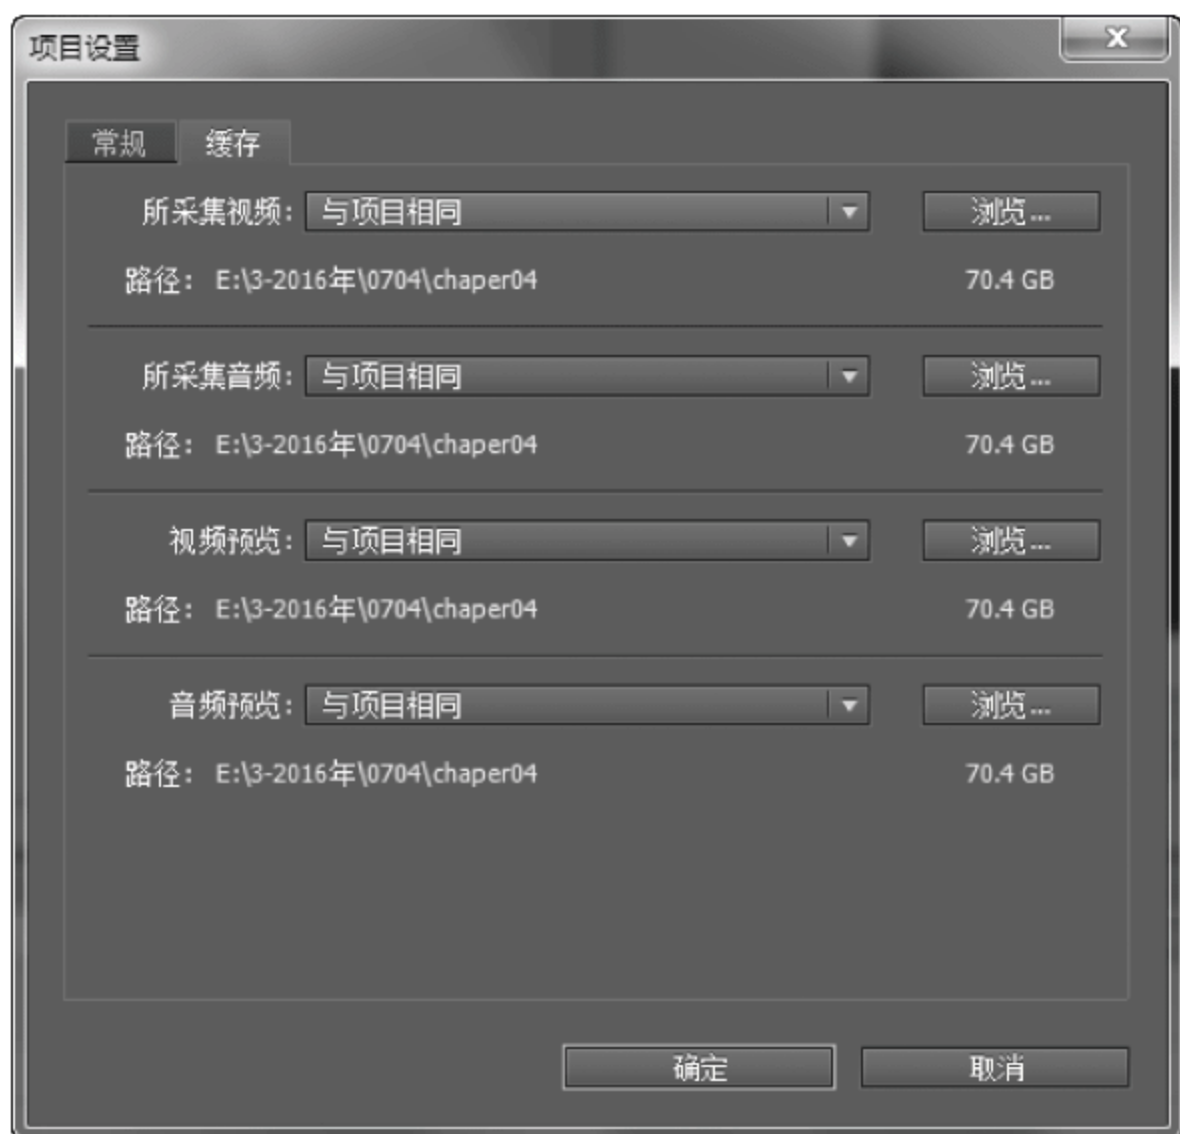 项目设置
常规 缓存
所采集视频： 与项目相同 浏览...
路径： E:\3-2016年\0704\chaper04 70.4 GB
所采集音频： 与项目相同 浏览...
路径： E:\3-2016年\0704\chaper04 70.4 GB
视频预览： 与项目相同 浏览...
路径： E:\3-2016年\0704\chaper04 70.4 GB
音频预览： 与项目相同 浏览...
路径： E:\3-2016年\0704\chaper04 70.4 GB
确定 取消